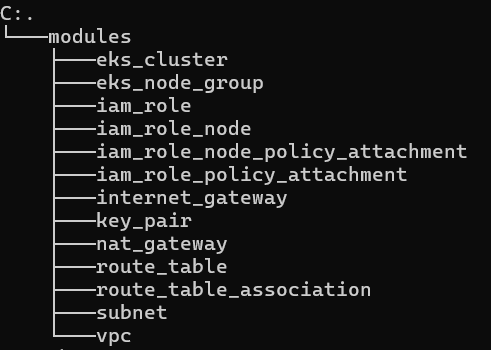 C:.
└───modules
    ├───eks_cluster
    ├───eks_node_group
    ├───iam_role
    ├───iam_role_node
    ├───iam_role_node_policy_attachment
    ├───iam_role_policy_attachment
    ├───internet_gateway
    ├───key_pair
    ├───nat_gateway
    ├───route_table
    ├───route_table_association
    ├───subnet
    └───vpc